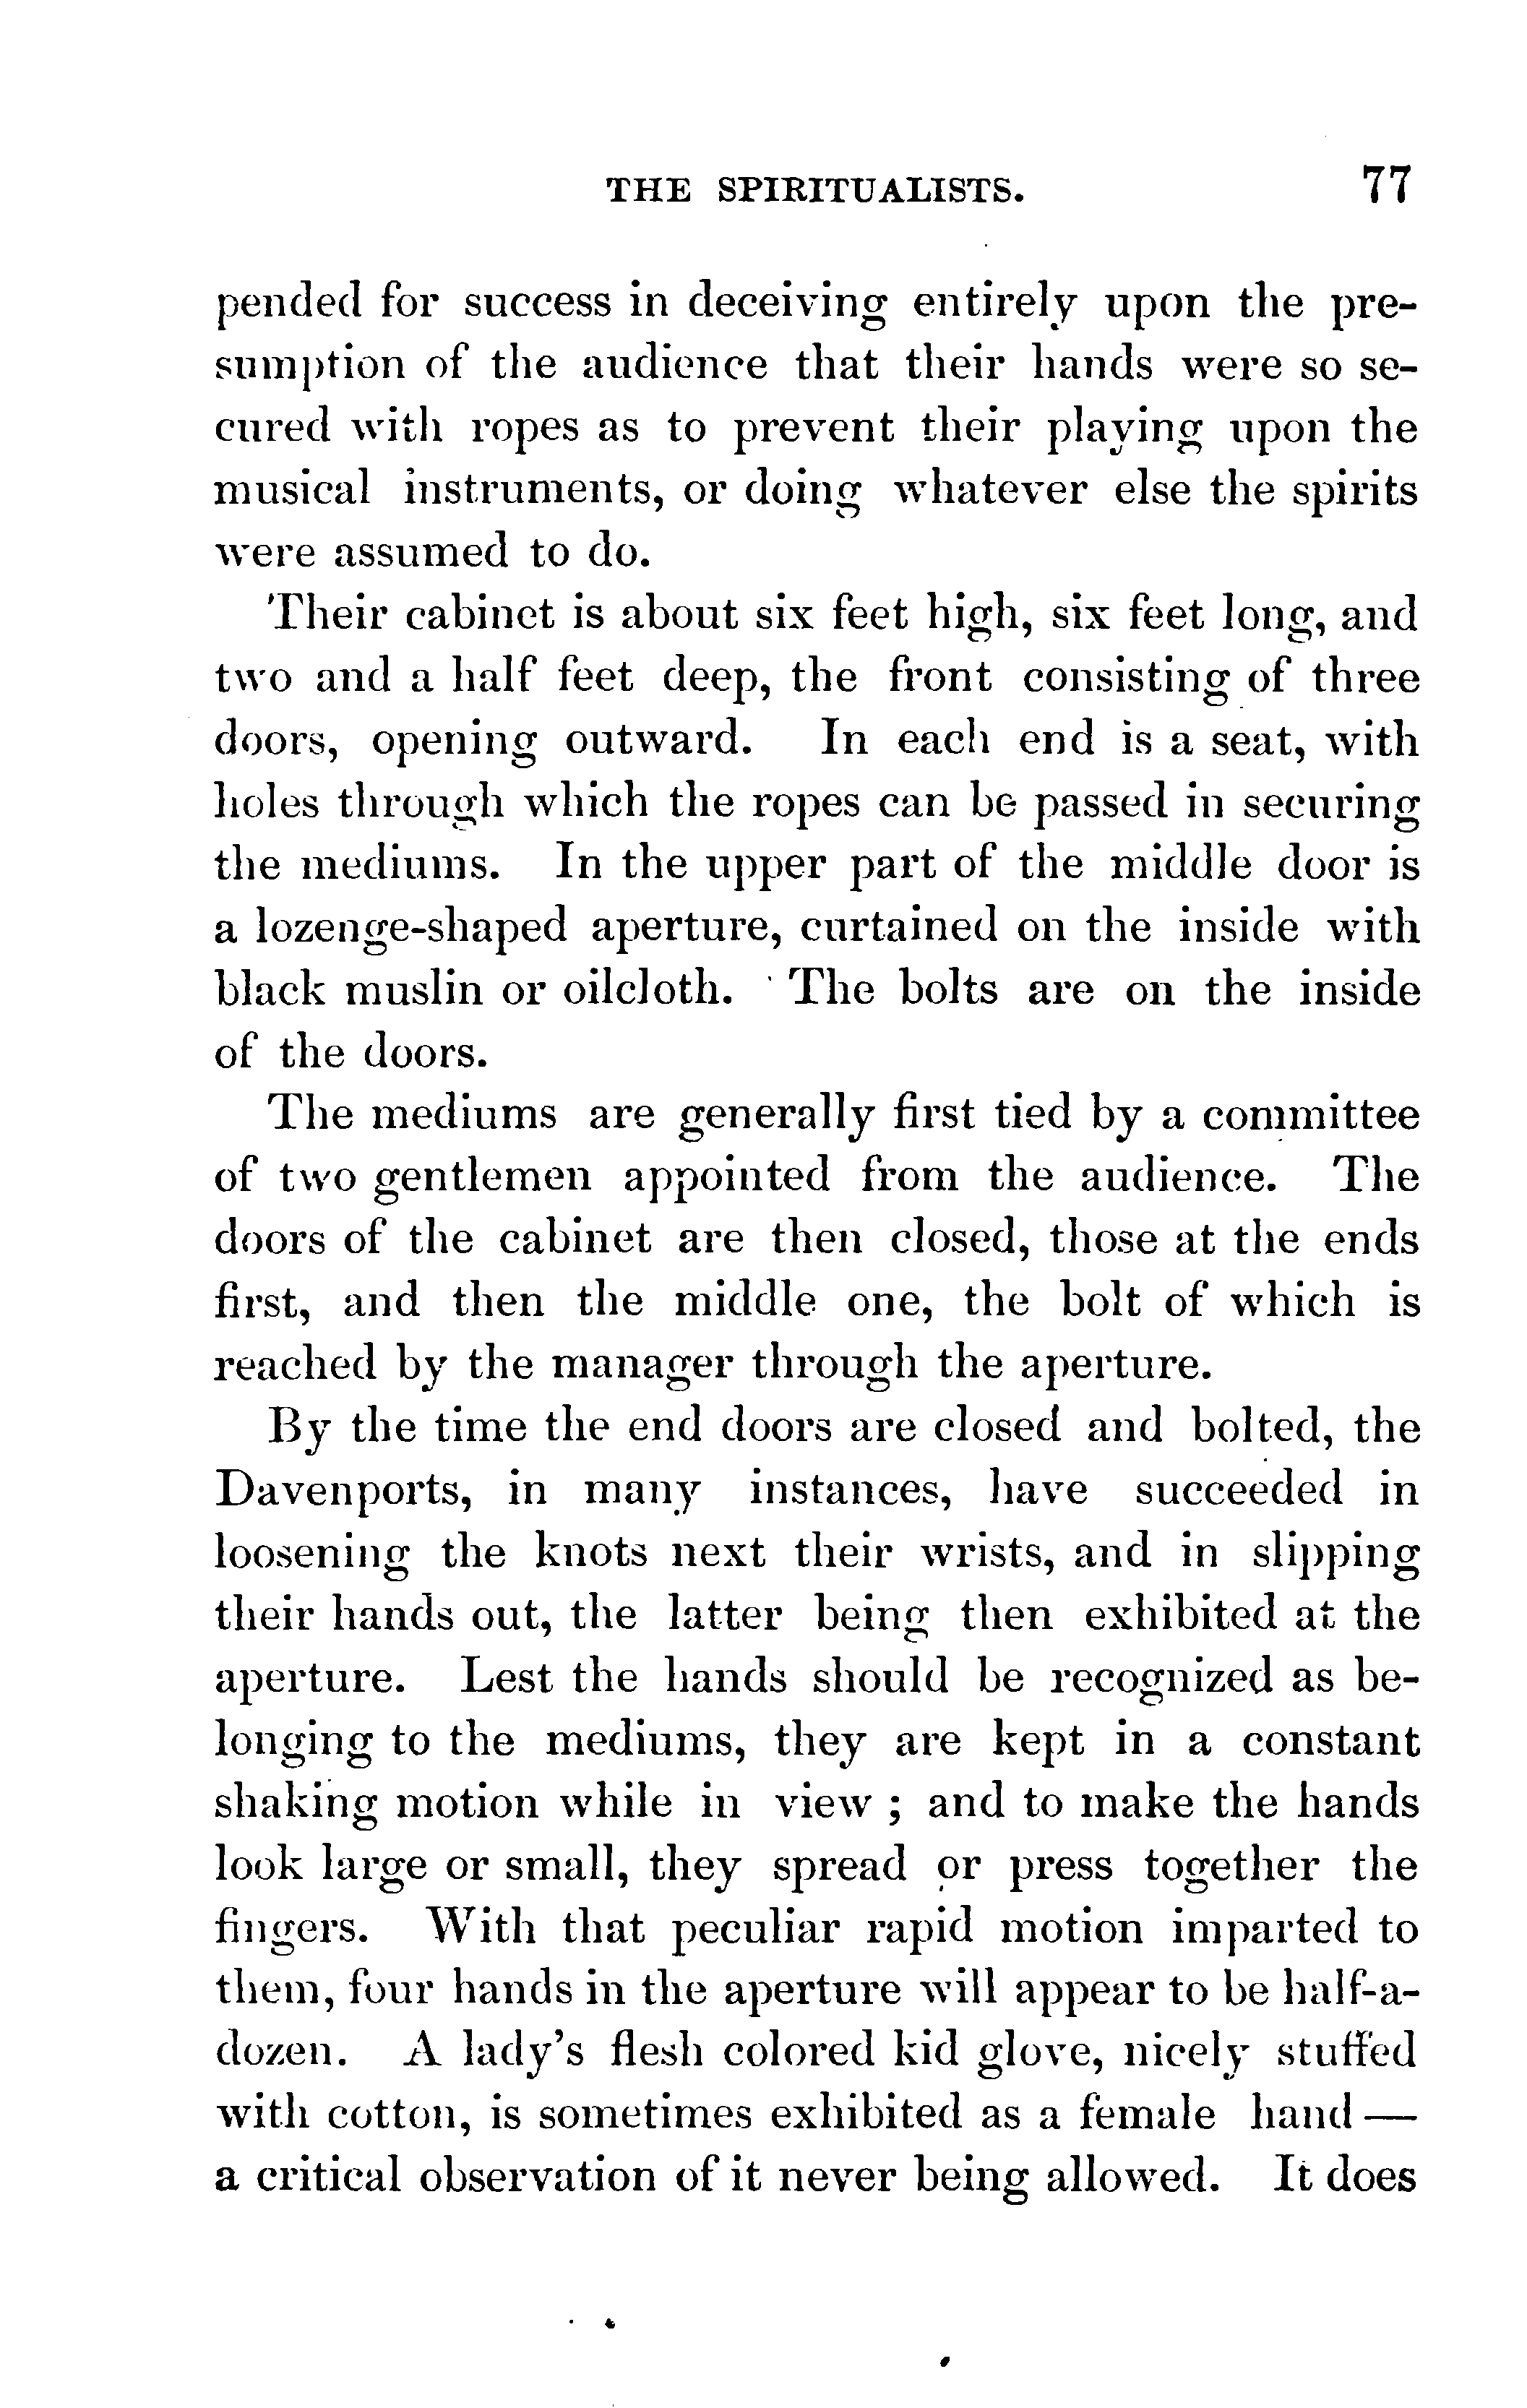 THE SPIRITUALISTS. 77
pended for success in deceiving entirely upon the pre-
sumption of the audience that their hands were so se-
cured with ropes as to prevent their playing upon the
musical instruments, or doing whatever else the spirits
were assumed to do.
Their cabinet is about six feet high, six feet long, and
two and a half feet deep, the front consisting of three
doors, opening outward. In each end is a seat, with
holes through which the ropes can be passed in securing
the mediums. In the upper part of the middle door is
a lozenge-shaped aperture, curtained on the inside with
black muslin or oilcloth. The bolts are on the inside
of the doors.
The mediums are generally first tied by a committee
of two gentlemen appointed from the audience. The
doors of the cabinet are then closed, those at the ends
first, and then the middle one, the bolt of which is
reached by the manager through the aperture.
By the time the end doors are closed and bolted, the
Davenports, in many instances, have succeeded in
loosening the knots next their wrists, and in slipping
their hands out, the latter being then exhibited at the
aperture. Lest the hands should be recognized as be-
longing to the mediums, they are kept in a constant
shaking motion while in view ; and to make the hands
look large or small, they spread or press together the
fingers. With that peculiar rapid motion imparted to
them, four hands in the aperture will appear to be half-a-
dozen. A lady's flesh colored kid glove, nicely stuffed
with cotton, is sometimes exhibited as a female hand —
a critical observation of it never being allowed. It does